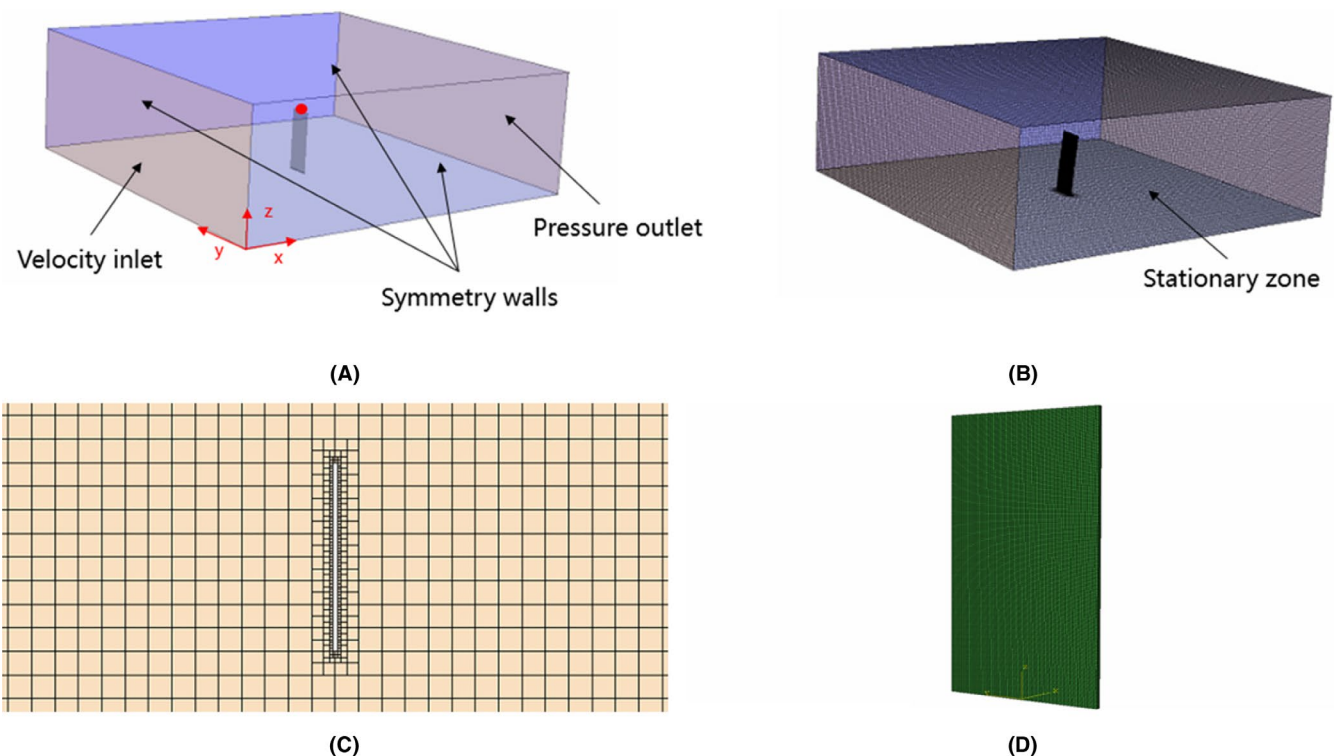 z
y
x
Velocity inlet
Pressure outlet
Symmetry walls
(A)
Stationary zone
(B)
(C)
(D)